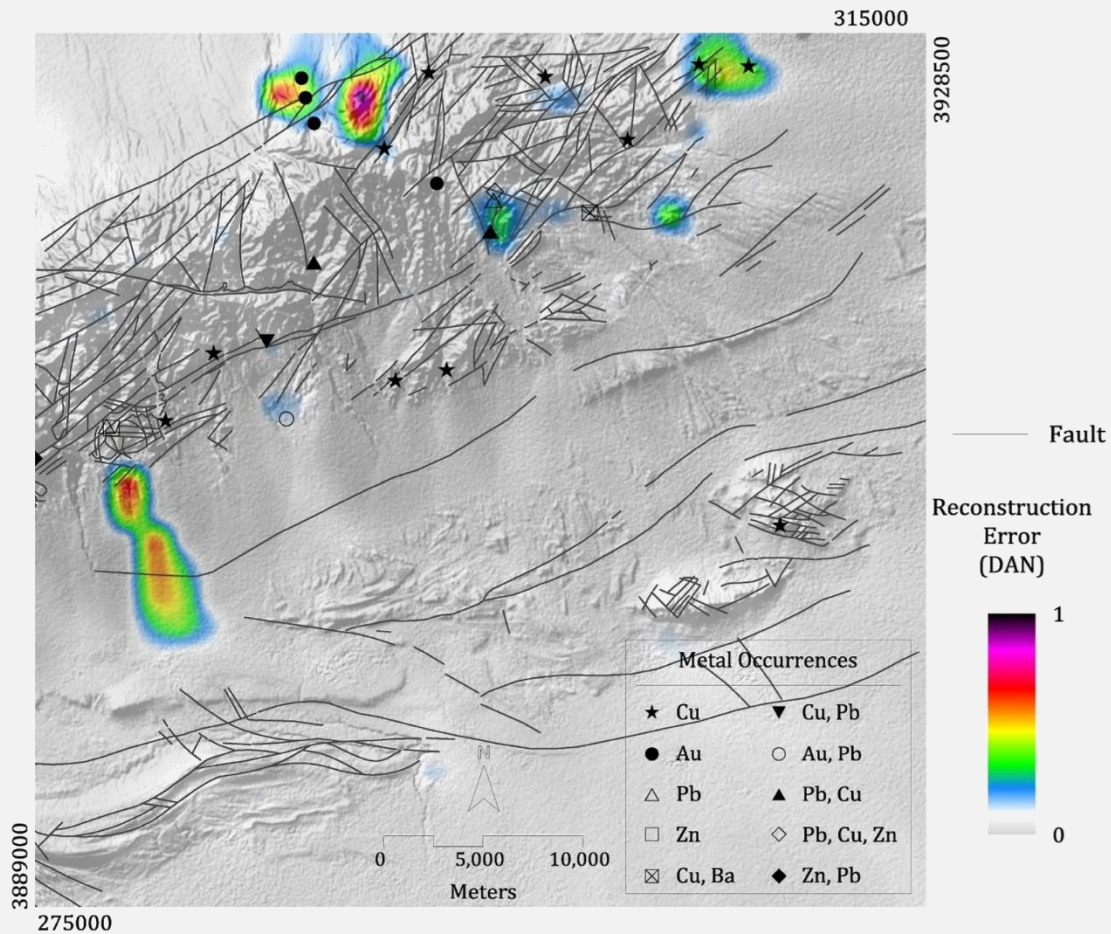 315000
3928500
Fault
Reconstruction
Error
(DAN)
1
0
Metal Occurrences
Cu
Cu, Pb
Au
Au, Pb
Pb
Pb, Cu
Zn
Pb, Cu, Zn
Cu, Ba
Zn, Pb
N
0
5,000
10,000
Meters
3889000
275000